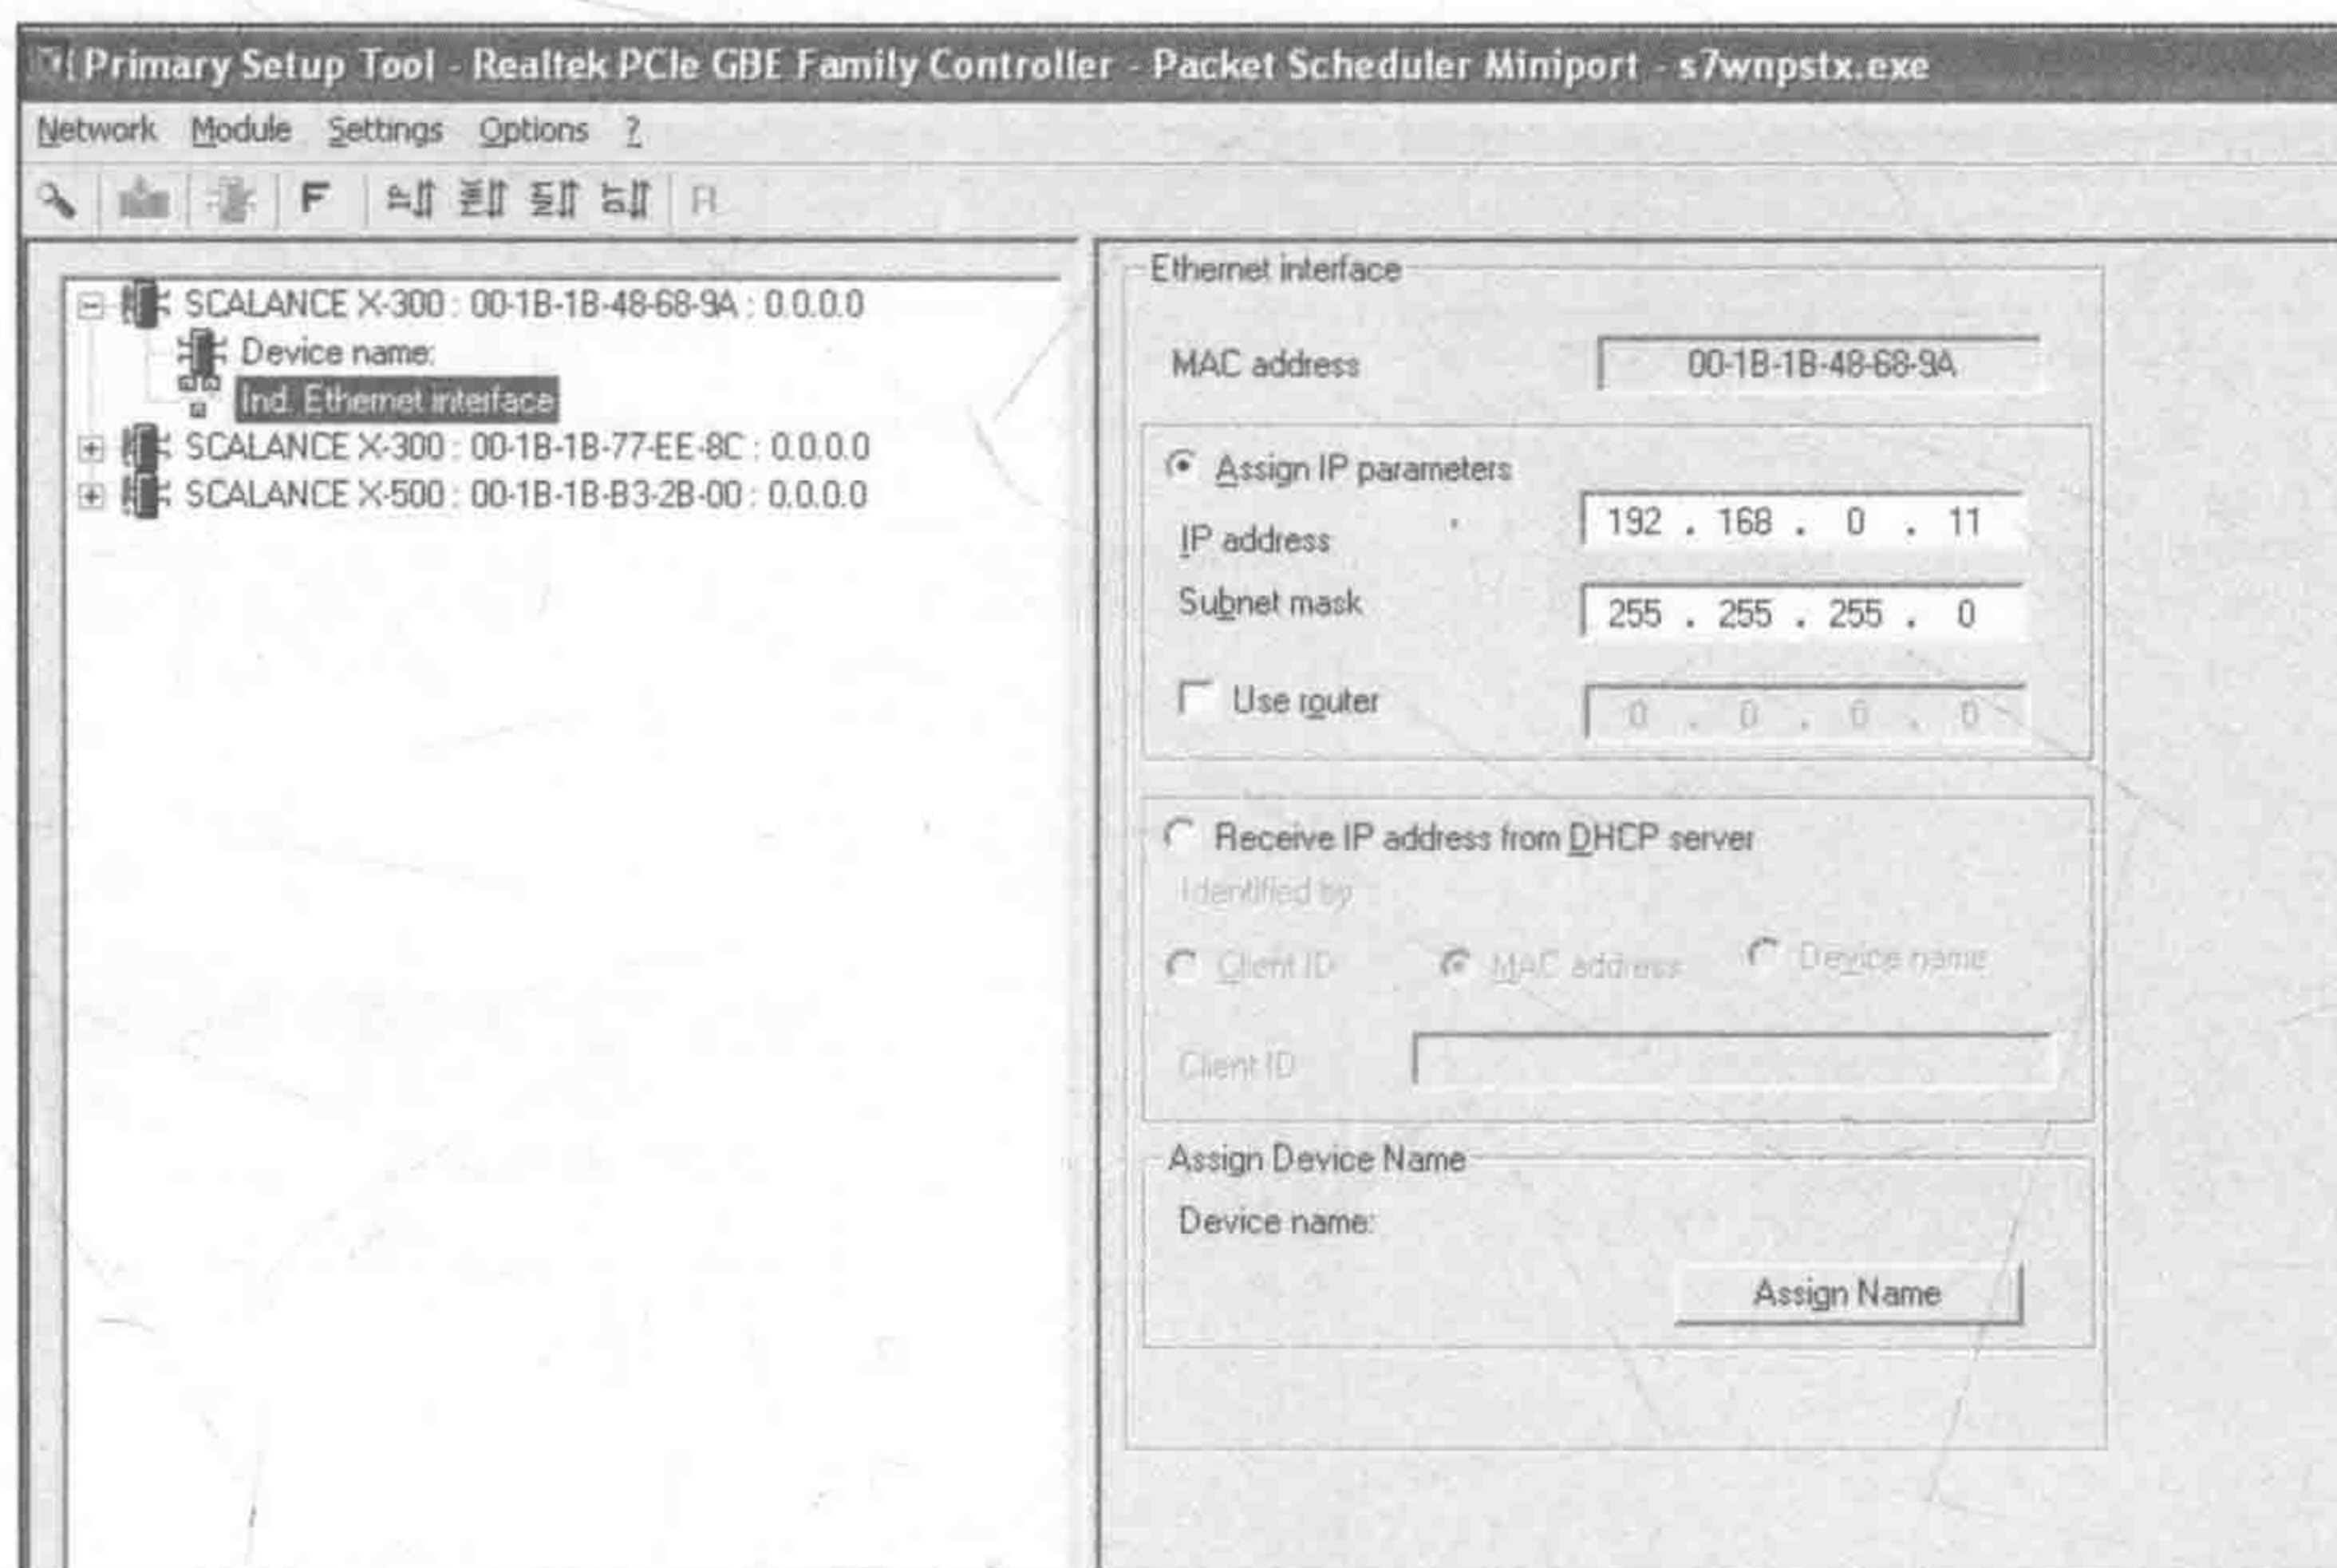 Primary Setup Tool - Realtek PCIe GBE Family Controller - Packet Scheduler Miniport - s7wnpstx.exe
Network Module Settings Options ?
F IP NM DT
SCALANCE X-300 : 00-1B-1B-48-68-9A : 0.0.0.0
Device name:
Ind. Ethernet interface
SCALANCE X-300 : 00-1B-1B-77-EE-8C : 0.0.0.0
SCALANCE X-500 : 00-1B-1B-B3-2B-00 : 0.0.0.0
Ethernet interface
MAC address 00-1B-1B-48-68-9A
Assign IP parameters
IP address 192 . 168 . 0 . 11
Subnet mask 255 . 255 . 255 . 0
Use router 0 . 0 . 0 . 0
Receive IP address from DHCP server
Identified by
Client ID MAC address Device name
Client ID
Assign Device Name
Device name:
Assign Name